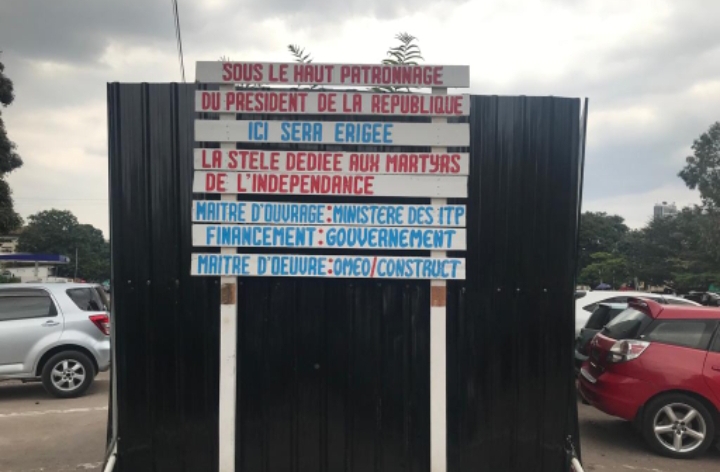 SOUS LE HAUT PATRONNAGE
DU PRESIDENT DE LA REPUBLIQUE
ICI SERA ERIGEE
LA STELE DEDIEE AUX MARTYRS
DE L'INDEPENDANCE
MAITRE D'OUVRAGE:MINISTERE DES ITP
FINANCEMENT:GOUVERNEMENT
MAITRE D'OEUVRE:OMEO/CONSTRUCT